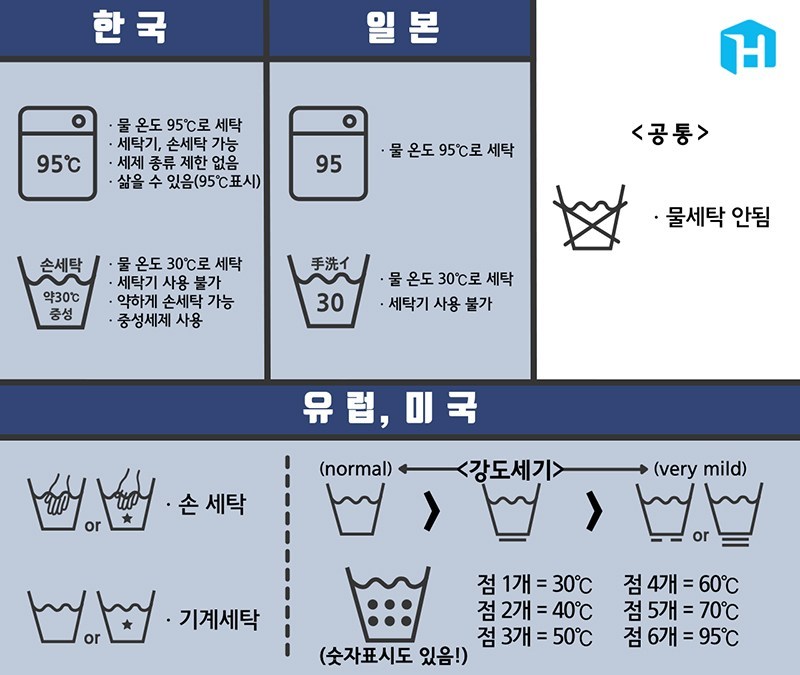 한국
95℃
· 물 온도 95℃로 세탁
· 세탁기, 손세탁 가능
· 세제 종류 제한 없음
· 삶을 수 있음(95℃표시)
손세탁
약30℃
중성
· 물 온도 30℃로 세탁
· 세탁기 사용 불가
· 약하게 손세탁 가능
· 중성세제 사용
일본
95
· 물 온도 95℃로 세탁
手洗イ
30
· 물 온도 30℃로 세탁
· 세탁기 사용 불가
H
<공통>
· 물세탁 안됨
유럽, 미국
or
· 손 세탁
or
· 기계세탁
(normal) <강도세기> (very mild)
or
(숫자표시도 있음!)
점 1개 = 30℃
점 2개 = 40℃
점 3개 = 50℃
점 4개 = 60℃
점 5개 = 70℃
점 6개 = 95℃